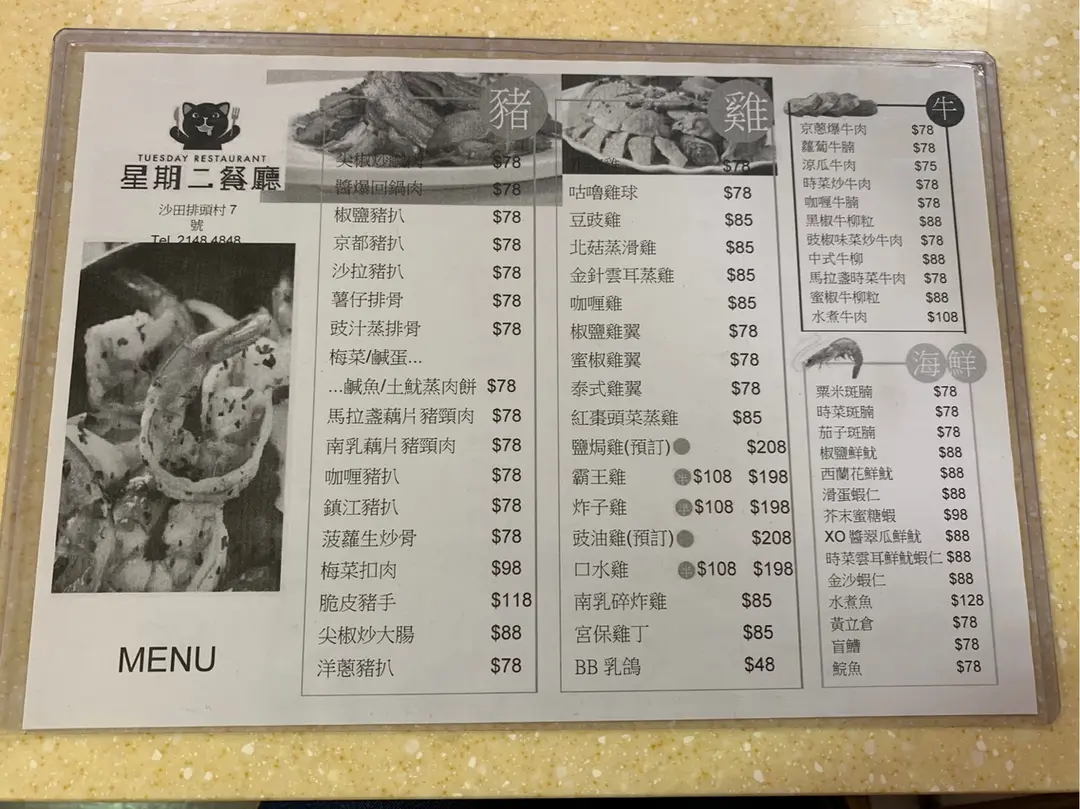 TUESDAY RESTAURANT
星期二餐廳
沙田排頭村 7
號
Tel. 2148 4848
MENU
豬
$78
醬爆回鍋肉 $78
椒鹽豬扒 $78
京都豬扒 $78
沙拉豬扒 $78
薯仔排骨 $78
豉汁蒸排骨 $78
梅菜/鹹蛋...
...鹹魚/土魷蒸肉餅 $78
馬拉盞藕片豬頸肉 $78
南乳藕片豬頸肉 $78
咖喱豬扒 $78
鎮江豬扒 $78
菠蘿生炒骨 $78
梅菜扣肉 $98
脆皮豬手 $118
尖椒炒大腸 $88
洋蔥豬扒 $78
雞
$78
咕嚕雞球 $78
豆豉雞 $85
北菇蒸滑雞 $85
金針雲耳蒸雞 $85
咖喱雞 $85
椒鹽雞翼 $78
蜜椒雞翼 $78
泰式雞翼 $78
紅棗頭菜蒸雞 $85
鹽焗雞(預訂) $208
霸王雞 半 $108 $198
炸子雞 半 $108 $198
豉油雞(預訂) $208
口水雞 半 $108 $198
南乳碎炸雞 $85
宮保雞丁 $85
BB 乳鴿 $48
牛
京蔥爆牛肉 $78
蘿蔔牛腩 $78
涼瓜牛肉 $75
時菜炒牛肉 $78
咖喱牛腩 $78
黑椒牛柳粒 $88
豉椒味菜炒牛肉 $78
中式牛柳 $88
馬拉盞時菜牛肉 $78
蜜椒牛柳粒 $88
水煮牛肉 $108
海鮮
粟米斑腩 $78
時菜斑腩 $78
茄子斑腩 $78
椒鹽鮮魷 $88
西蘭花鮮魷 $88
滑蛋蝦仁 $88
芥末蜜糖蝦 $98
XO 醬翠瓜鮮魷 $88
時菜雲耳鮮魷蝦仁 $88
金沙蝦仁 $88
水煮魚 $128
黃立倉 $78
盲鰽 $78
鯇魚 $78